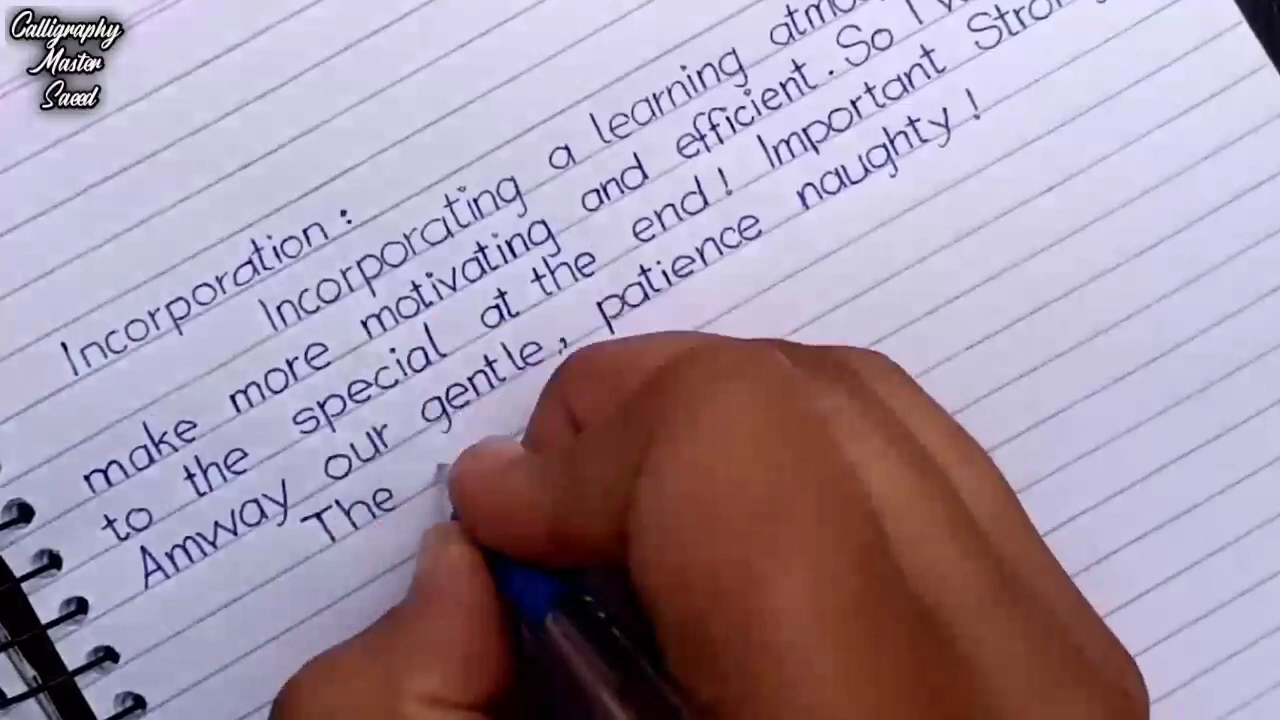 Calligraphy
Master
Saeed
Incorporation :
Incorporating a learning
make more motivating and efficient . So I
to the special at the end ! Important
Amway our gentle, patience naughty !
The